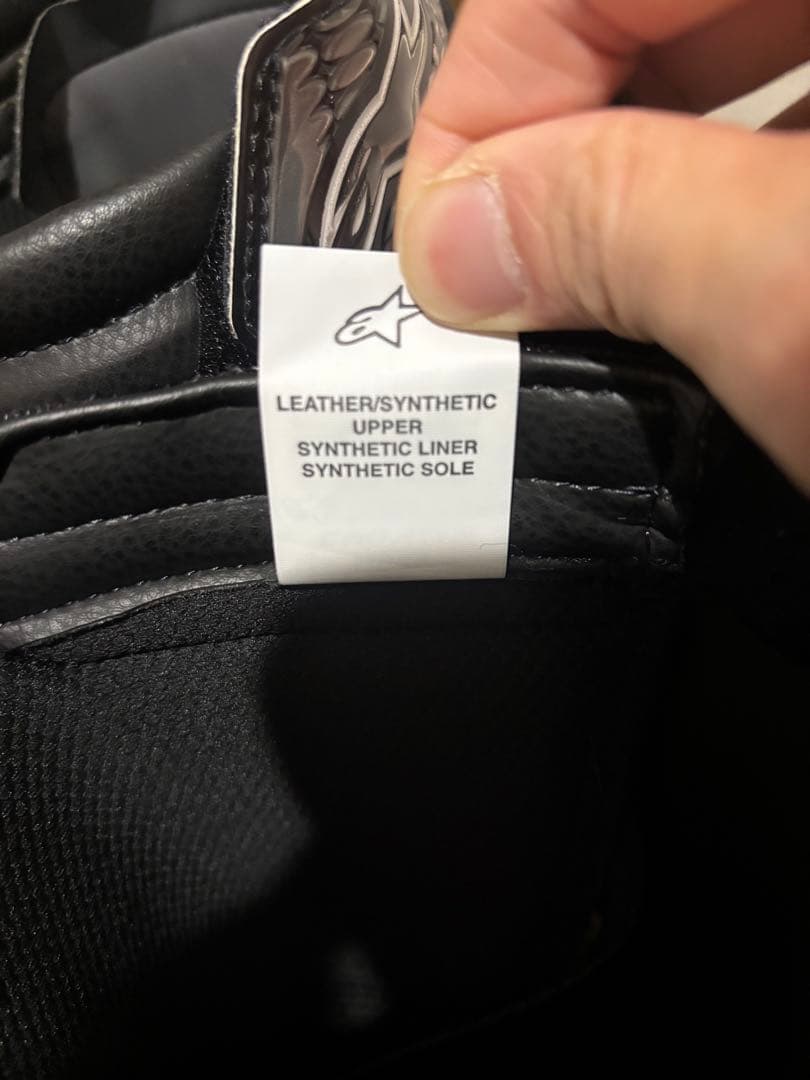 LEATHER/SYNTHETIC
UPPER
SYNTHETIC LINER
SYNTHETIC SOLE